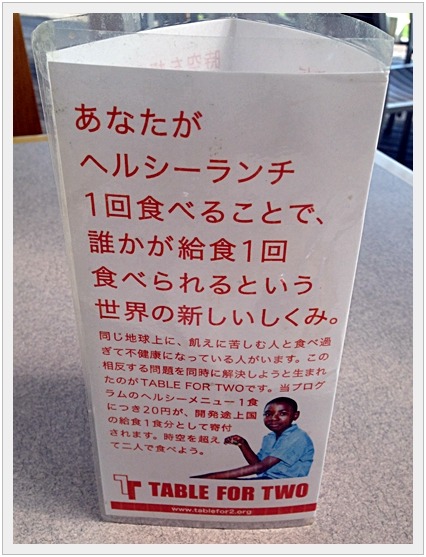 あなたが
ヘルシーランチ
1回食べることで、
誰かが給食1回
食べられるという
世界の新しいしくみ。
同じ地球上に、飢えに苦しむ人と食べ過
ぎて不健康になっている人がいます。この
相反する問題を同時に解決しようと生まれ
たのがTABLE FOR TWOです。当プログ
ラムのヘルシーメニュー1食
につき20円が、開発途上国
の給食1食分として寄付
されます。時空を超え
て二人で食べよう。
TABLE FOR TWO
www.tablefor2.org